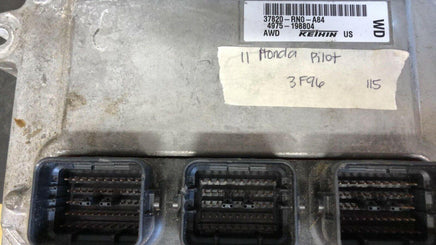 37820-RN0-A84
4975-198804
AWD KEIHIN US
WD
11 Honda Pilot
3F96 115